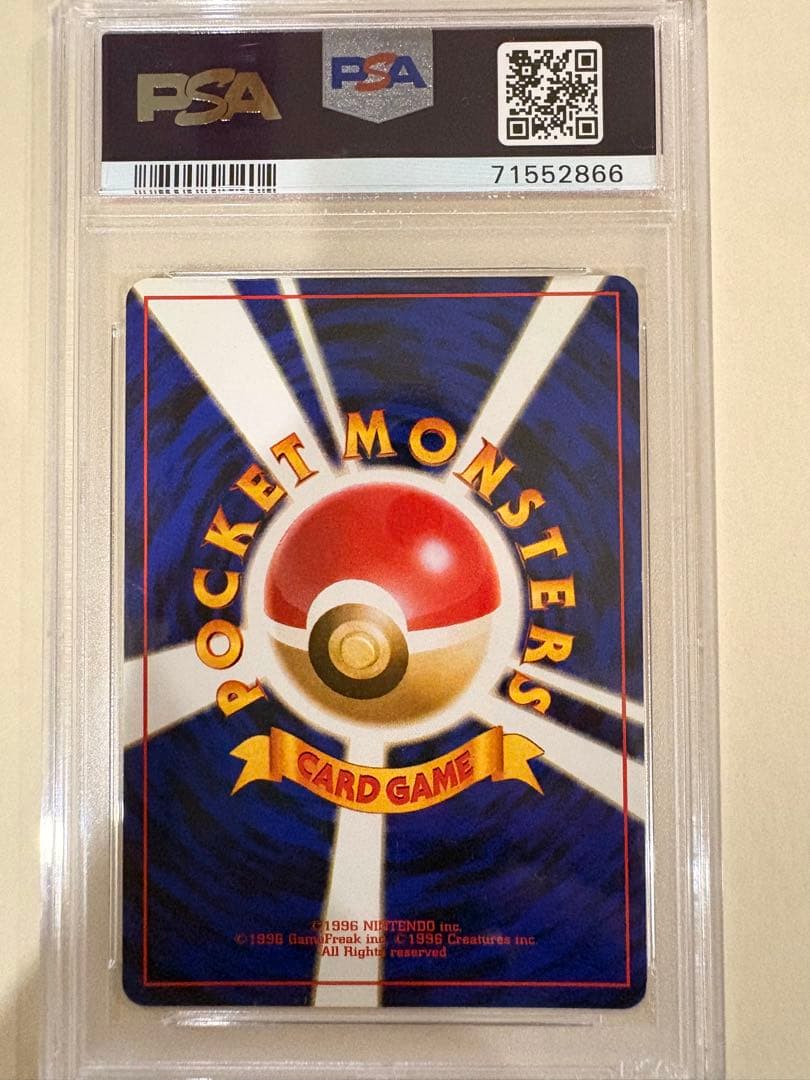 PSA
PSA
71552866
POCKET MONSTERS
CARD GAME
©1996 NINTENDO inc.
©1996 GameFreak inc. ©1996 Creatures inc.
All Rights reserved